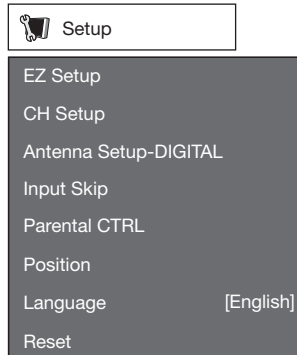 Setup
EZ Setup
CH Setup
Antenna Setup-DIGITAL
Input Skip
Parental CTRL
Position
Language [English]
Reset